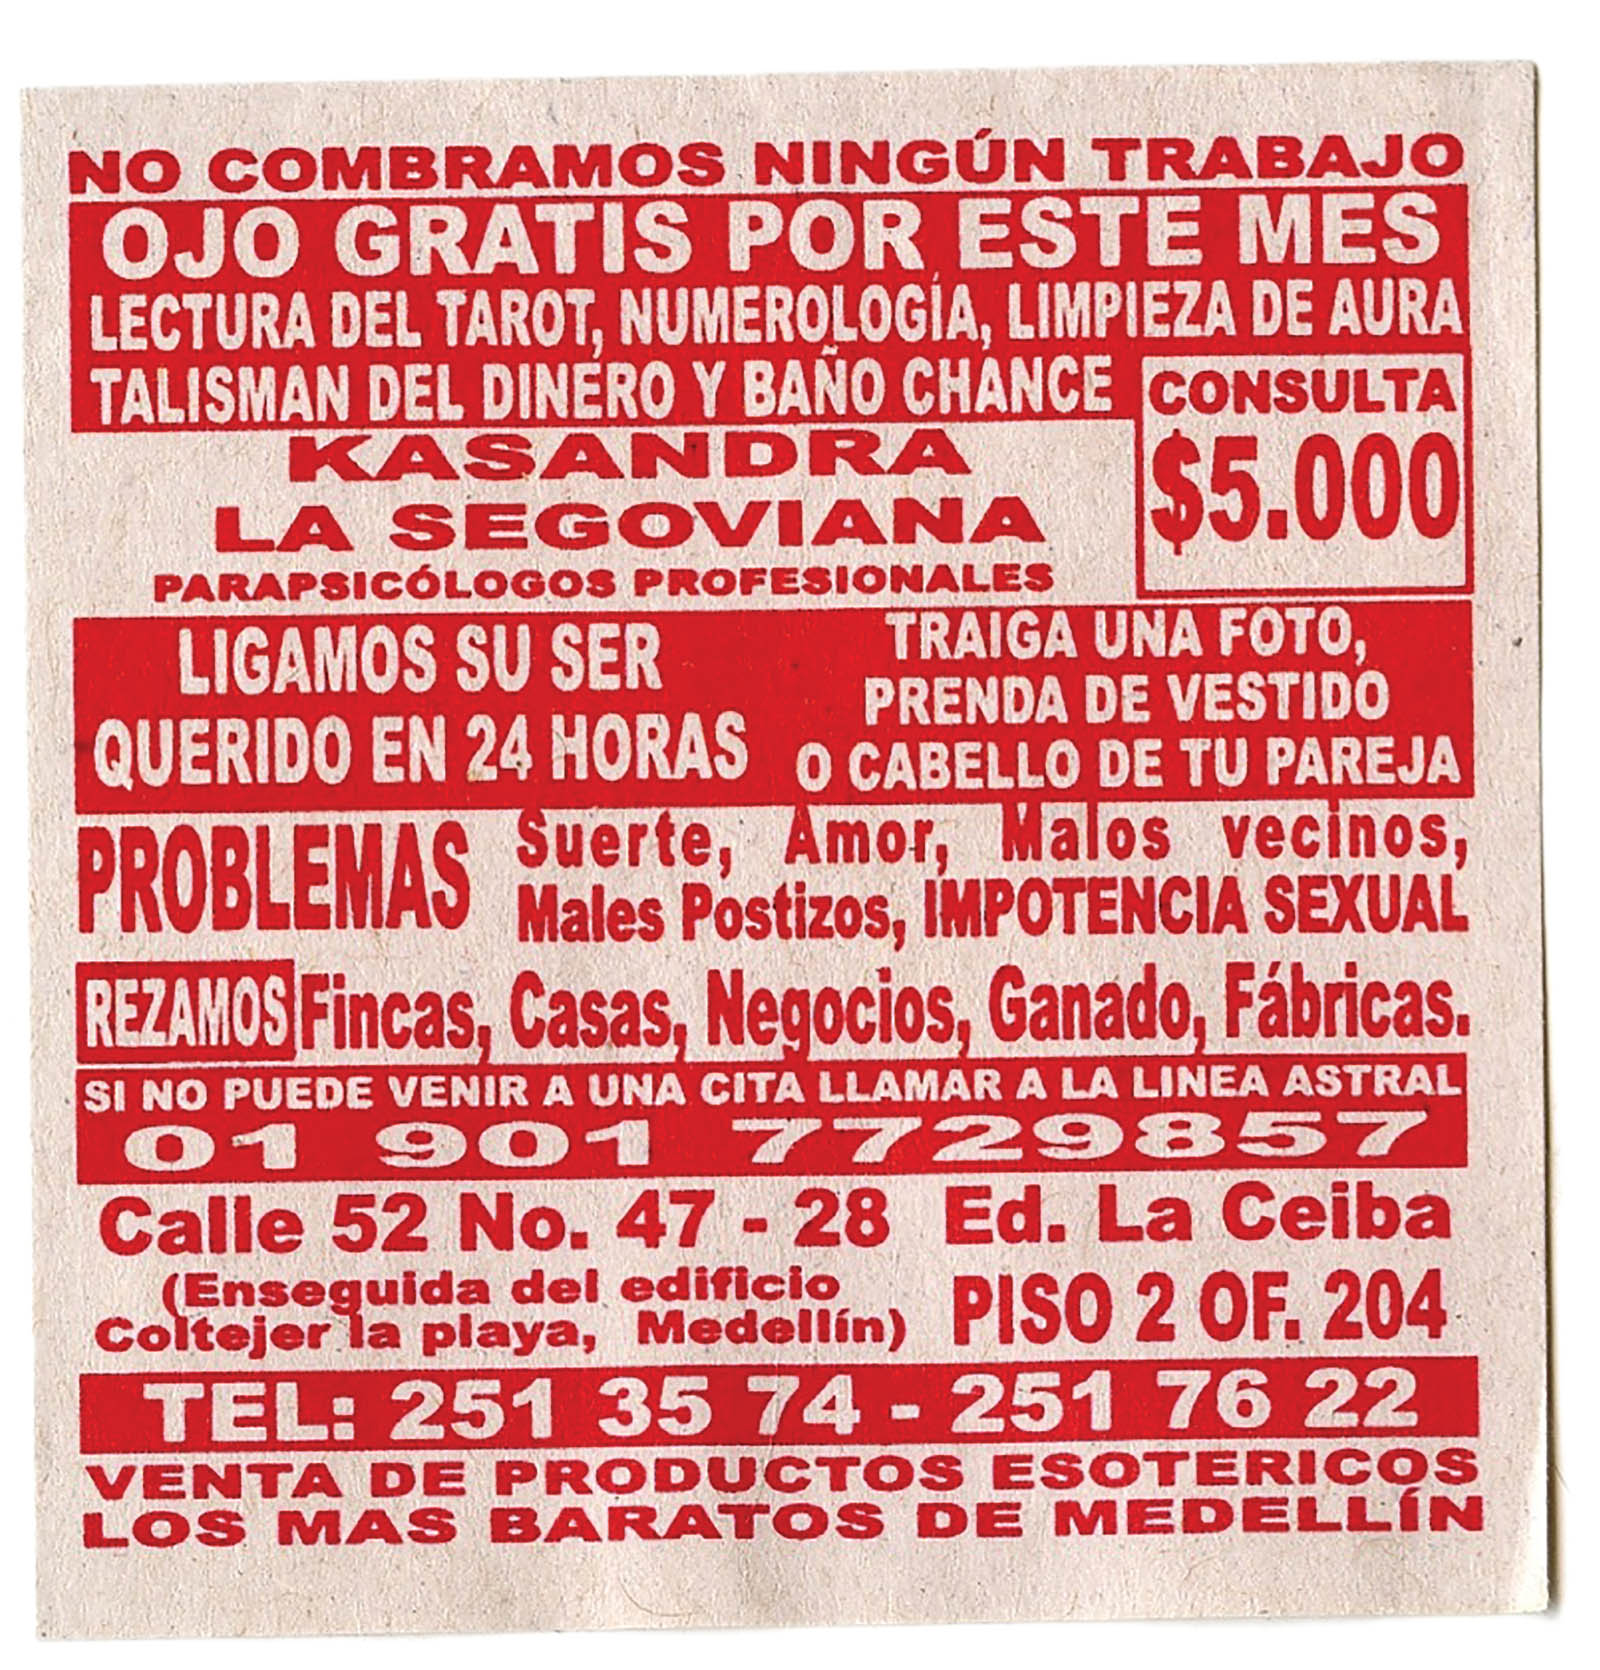 NO COMBRAMOS NINGÚN TRABAJO
OJO GRATIS POR ESTE MES
LECTURA DEL TAROT, NUMEROLOGÍA, LIMPIEZA DE AURA
TALISMAN DEL DINERO Y BAÑO CHANCE
CONSULTA
$5.000
KASANDRA
LA SEGOVIANA
PARAPSICÓLOGOS PROFESIONALES
LIGAMOS SU SER
QUERIDO EN 24 HORAS
TRAIGA UNA FOTO,
PRENDA DE VESTIDO
O CABELLO DE TU PAREJA
PROBLEMAS
Suerte, Amor, Malos vecinos,
Males Postizos, IMPOTENCIA SEXUAL
REZAMOS Fincas, Casas, Negocios, Ganado, Fábricas.
SI NO PUEDE VENIR A UNA CITA LLAMAR A LA LINEA ASTRAL
01 901 7729857
Calle 52 No. 47 - 28 Ed. La Ceiba
(Enseguida del edificio
Coltejer la playa, Medellín)
PISO 2 OF. 204
TEL: 251 35 74 - 251 76 22
VENTA DE PRODUCTOS ESOTERICOS
LOS MAS BARATOS DE MEDELLÍN